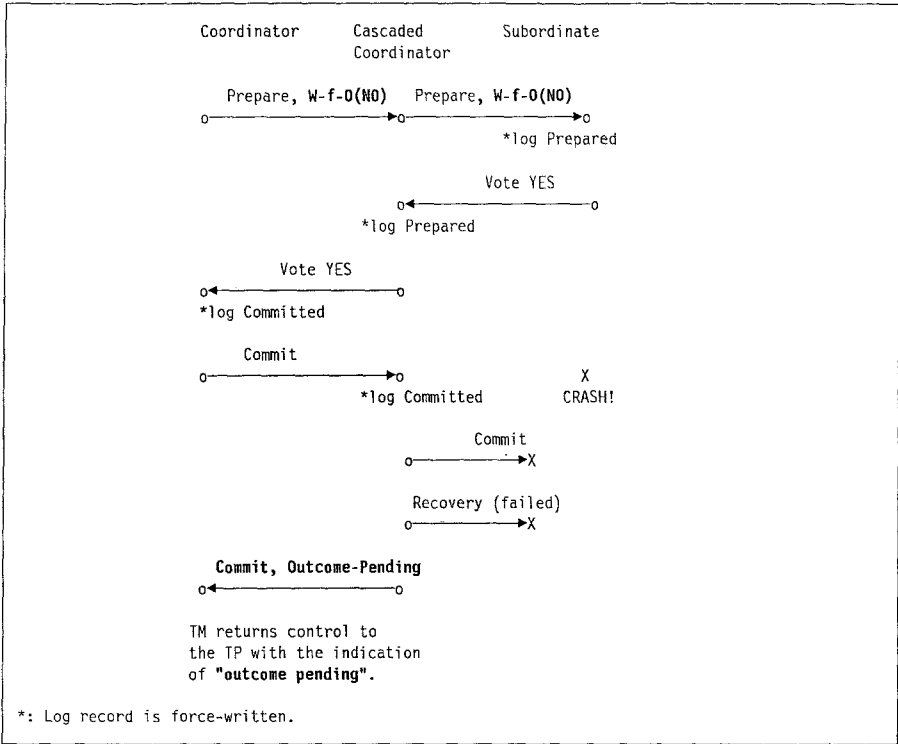 Coordinator Cascaded Subordinate
Coordinator
Prepare, W-f-O(NO) Prepare, W-f-O(NO)
*log Prepared
Vote YES
*log Prepared
Vote YES
*log Committed
Commit
X
*log Committed CRASH!
Commit
X
Recovery (failed)
X
Commit, Outcome-Pending
TM returns control to
the TP with the indication
of "outcome pending".
*: Log record is force-written.